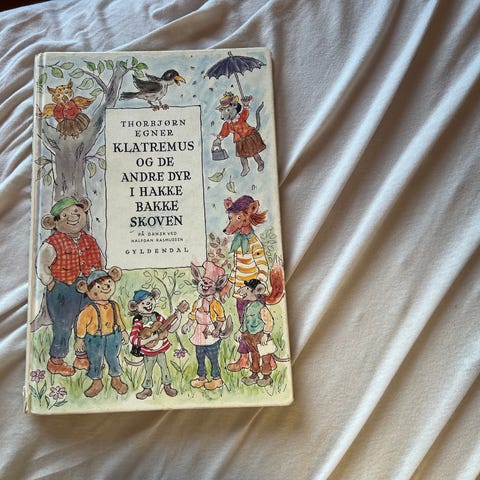 THORBJØRN
EGNER
KLATREMUS
OG DE
ANDRE DYR
I HAKKE
BAKKE
SKOVEN
PÅ DANSK VED
HALFDAN RASMUSSEN
GYLDENDAL